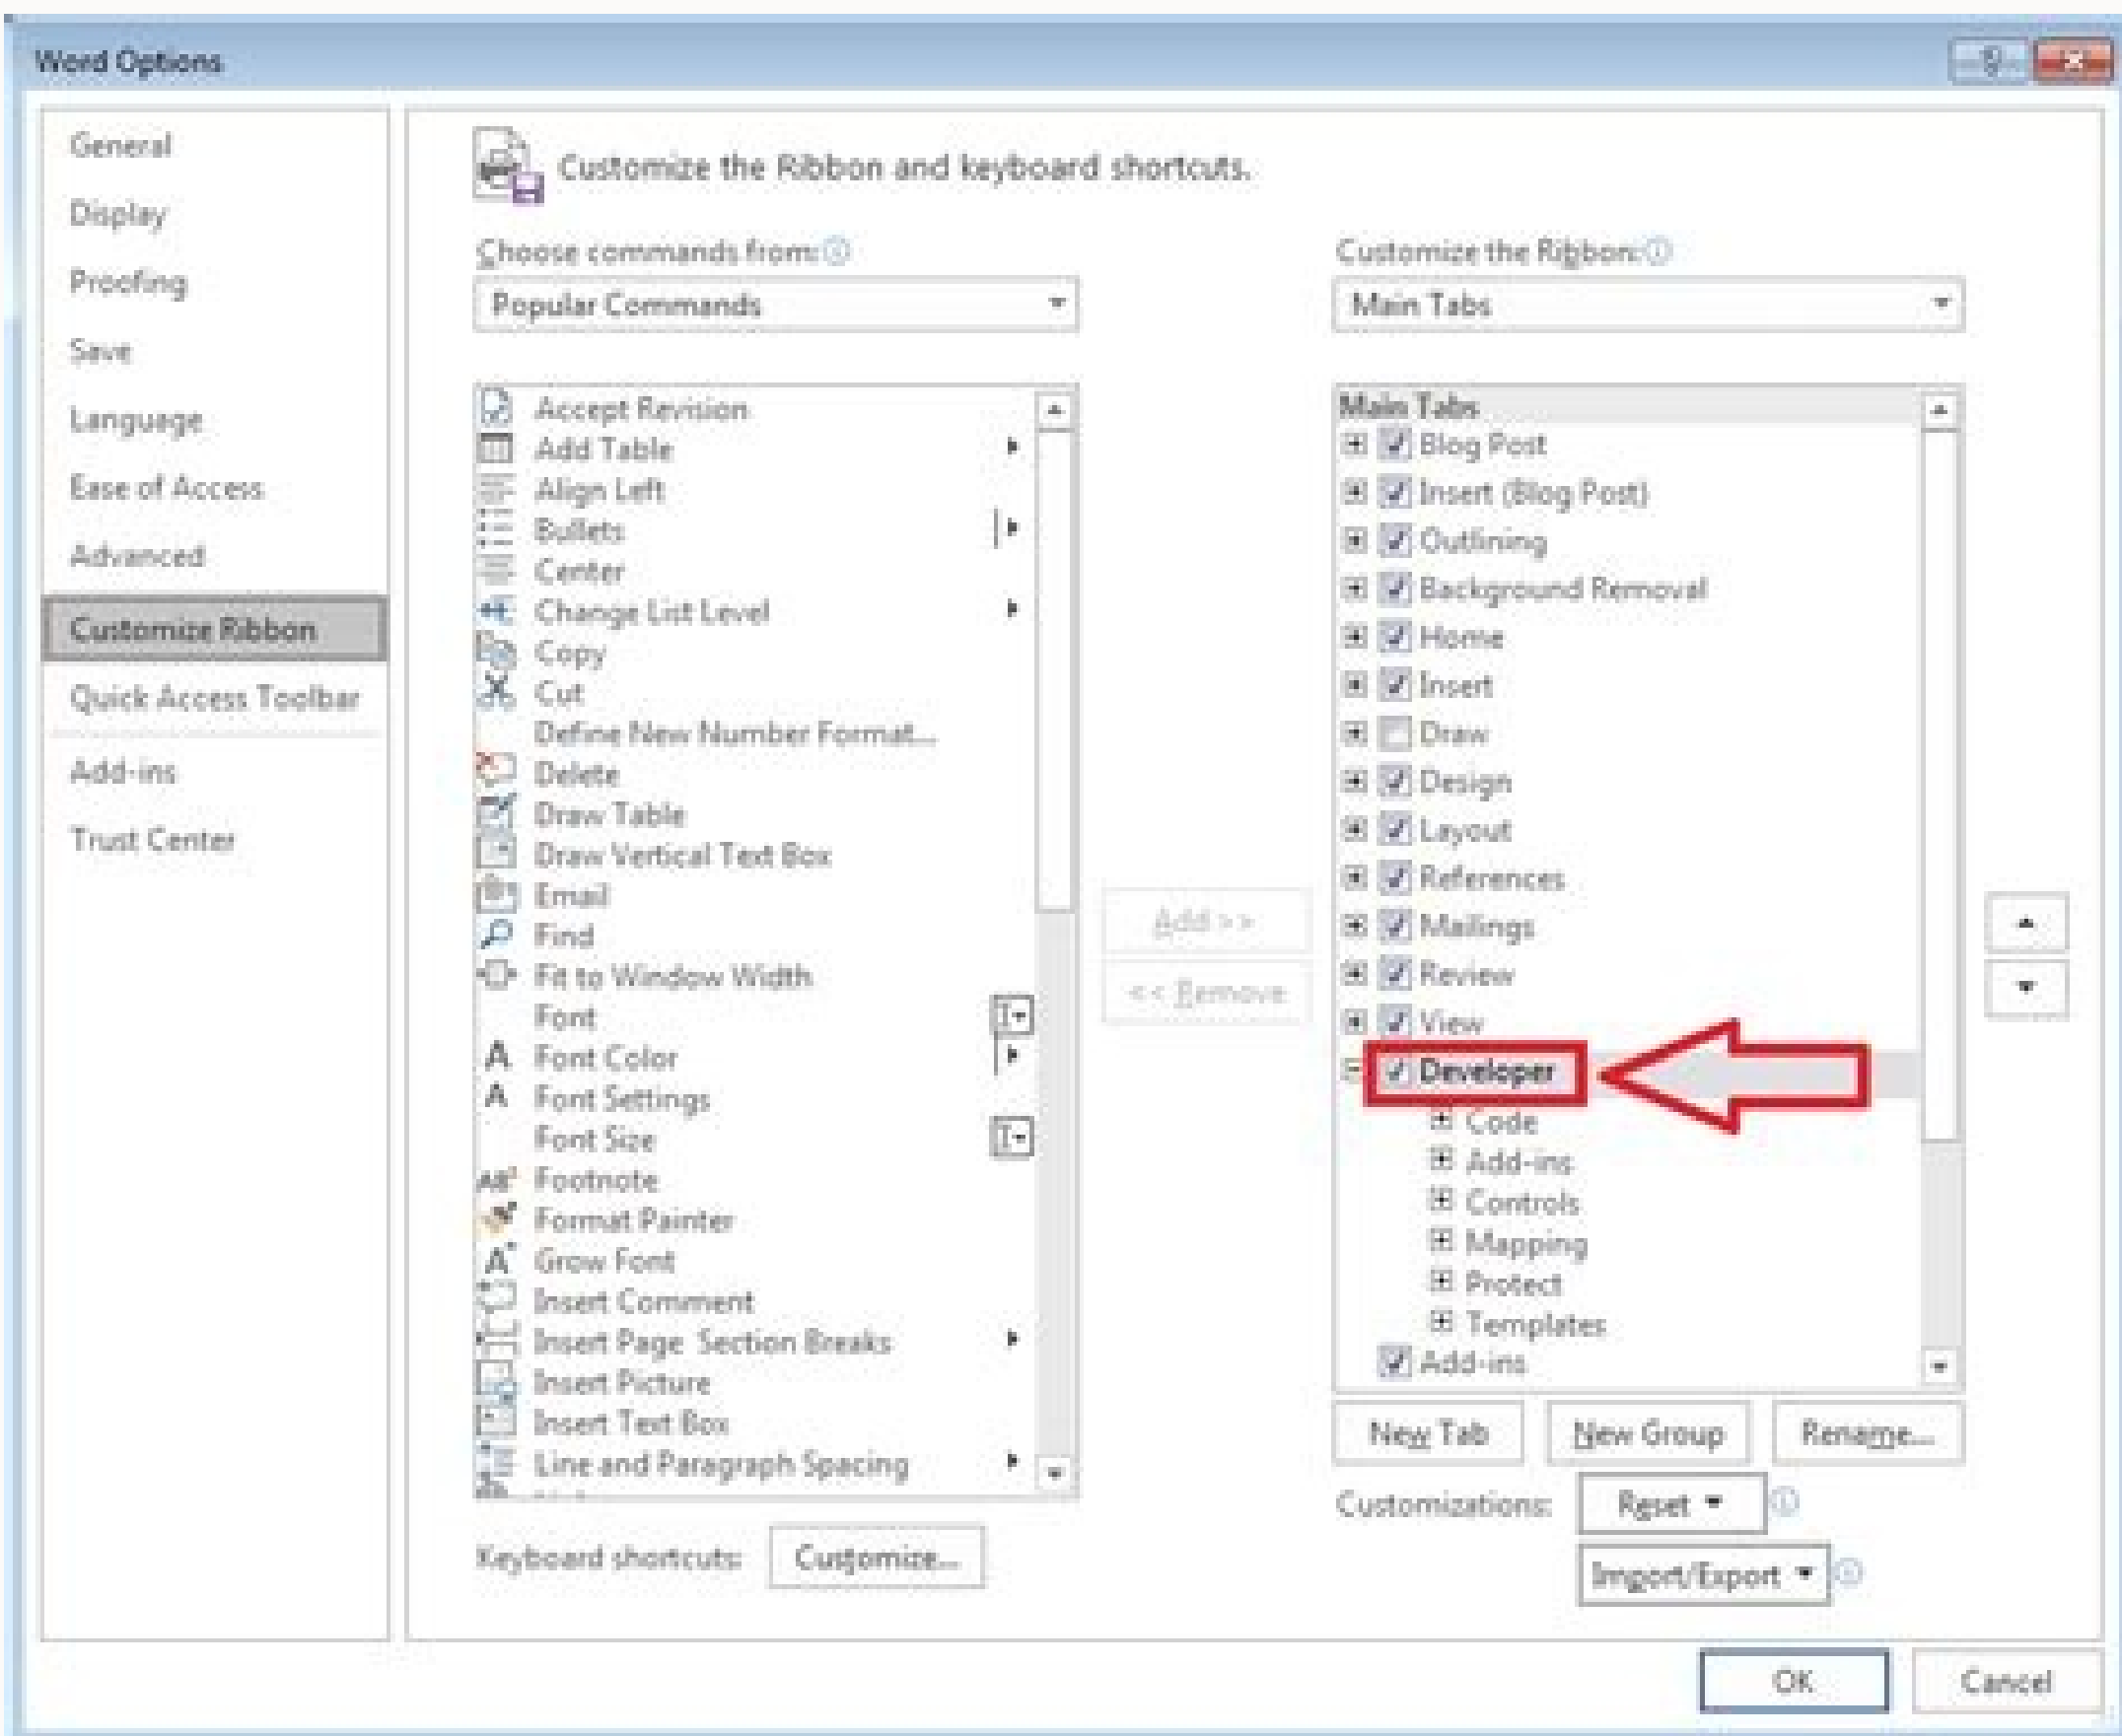 Word Options
General
Display
Proofing
Save
Language
Ease of Access
Advanced
Customize Ribbon
Quick Access Toolbar
Add-ins
Trust Center
Customize the Ribbon and keyboard shortcuts.
Choose commands from:
Popular Commands
Accept Revision
Add Table
Align Left
Bullets
Center
Change List Level
Copy
Cut
Define New Number Format...
Delete
Draw Table
Draw Vertical Text Box
Email
Find
Fit to Window Width
Font
Font Color
Font Settings
Font Size
Footnote
Format Painter
Grow Font
Insert Comment
Insert Page  Section Breaks
Insert Picture
Insert Text Box
Line and Paragraph Spacing
Keyboard shortcuts:
Customize...
Add >>
<< Remove
Customize the Ribbon:
Main Tabs
Main Tabs
Blog Post
Insert (Blog Post)
Outlining
Background Removal
Home
Insert
Draw
Design
Layout
References
Mailings
Review
View
Developer
Code
Add-ins
Controls
Mapping
Protect
Templates
Add-ins
New Tab
New Group
Rename...
Customizations:
Reset
Import/Export
OK
Cancel